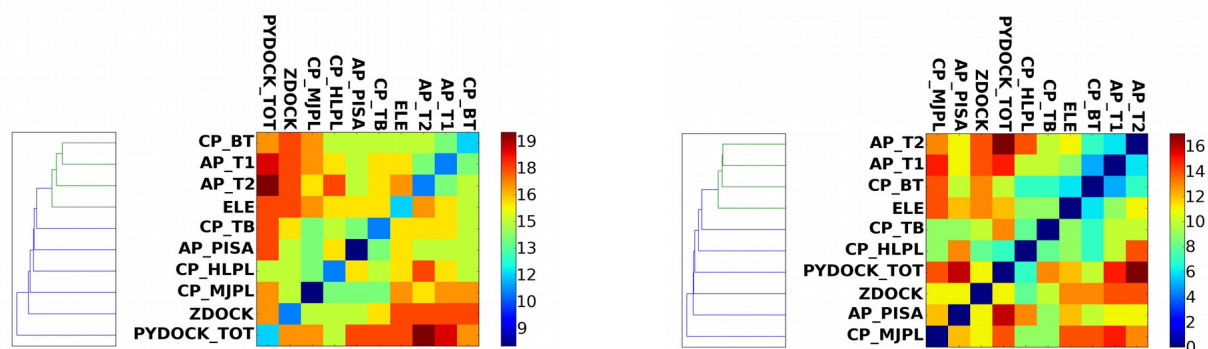 PYDOCK_TOT
ZDOCK
CP_MJPL
CP_HLPL
AP_PISA
CP_TB
ELE
AP_T2
AP_T1
CP_BT
CP_BT
AP_T1
AP_T2
ELE
CP_TB
AP_PISA
CP_HLPL
CP_MJPL
ZDOCK
PYDOCK_TOT
19
18
16
15
13
12
10
9
CP_MJPL
AP_PISA
ZDOCK
PYDOCK_TOT
CP_HLPL
CP_TB
ELE
CP_BT
AP_T1
AP_T2
AP_T2
AP_T1
CP_BT
ELE
CP_TB
CP_HLPL
PYDOCK_TOT
ZDOCK
AP_PISA
CP_MJPL
16
14
12
10
8
6
4
2
0